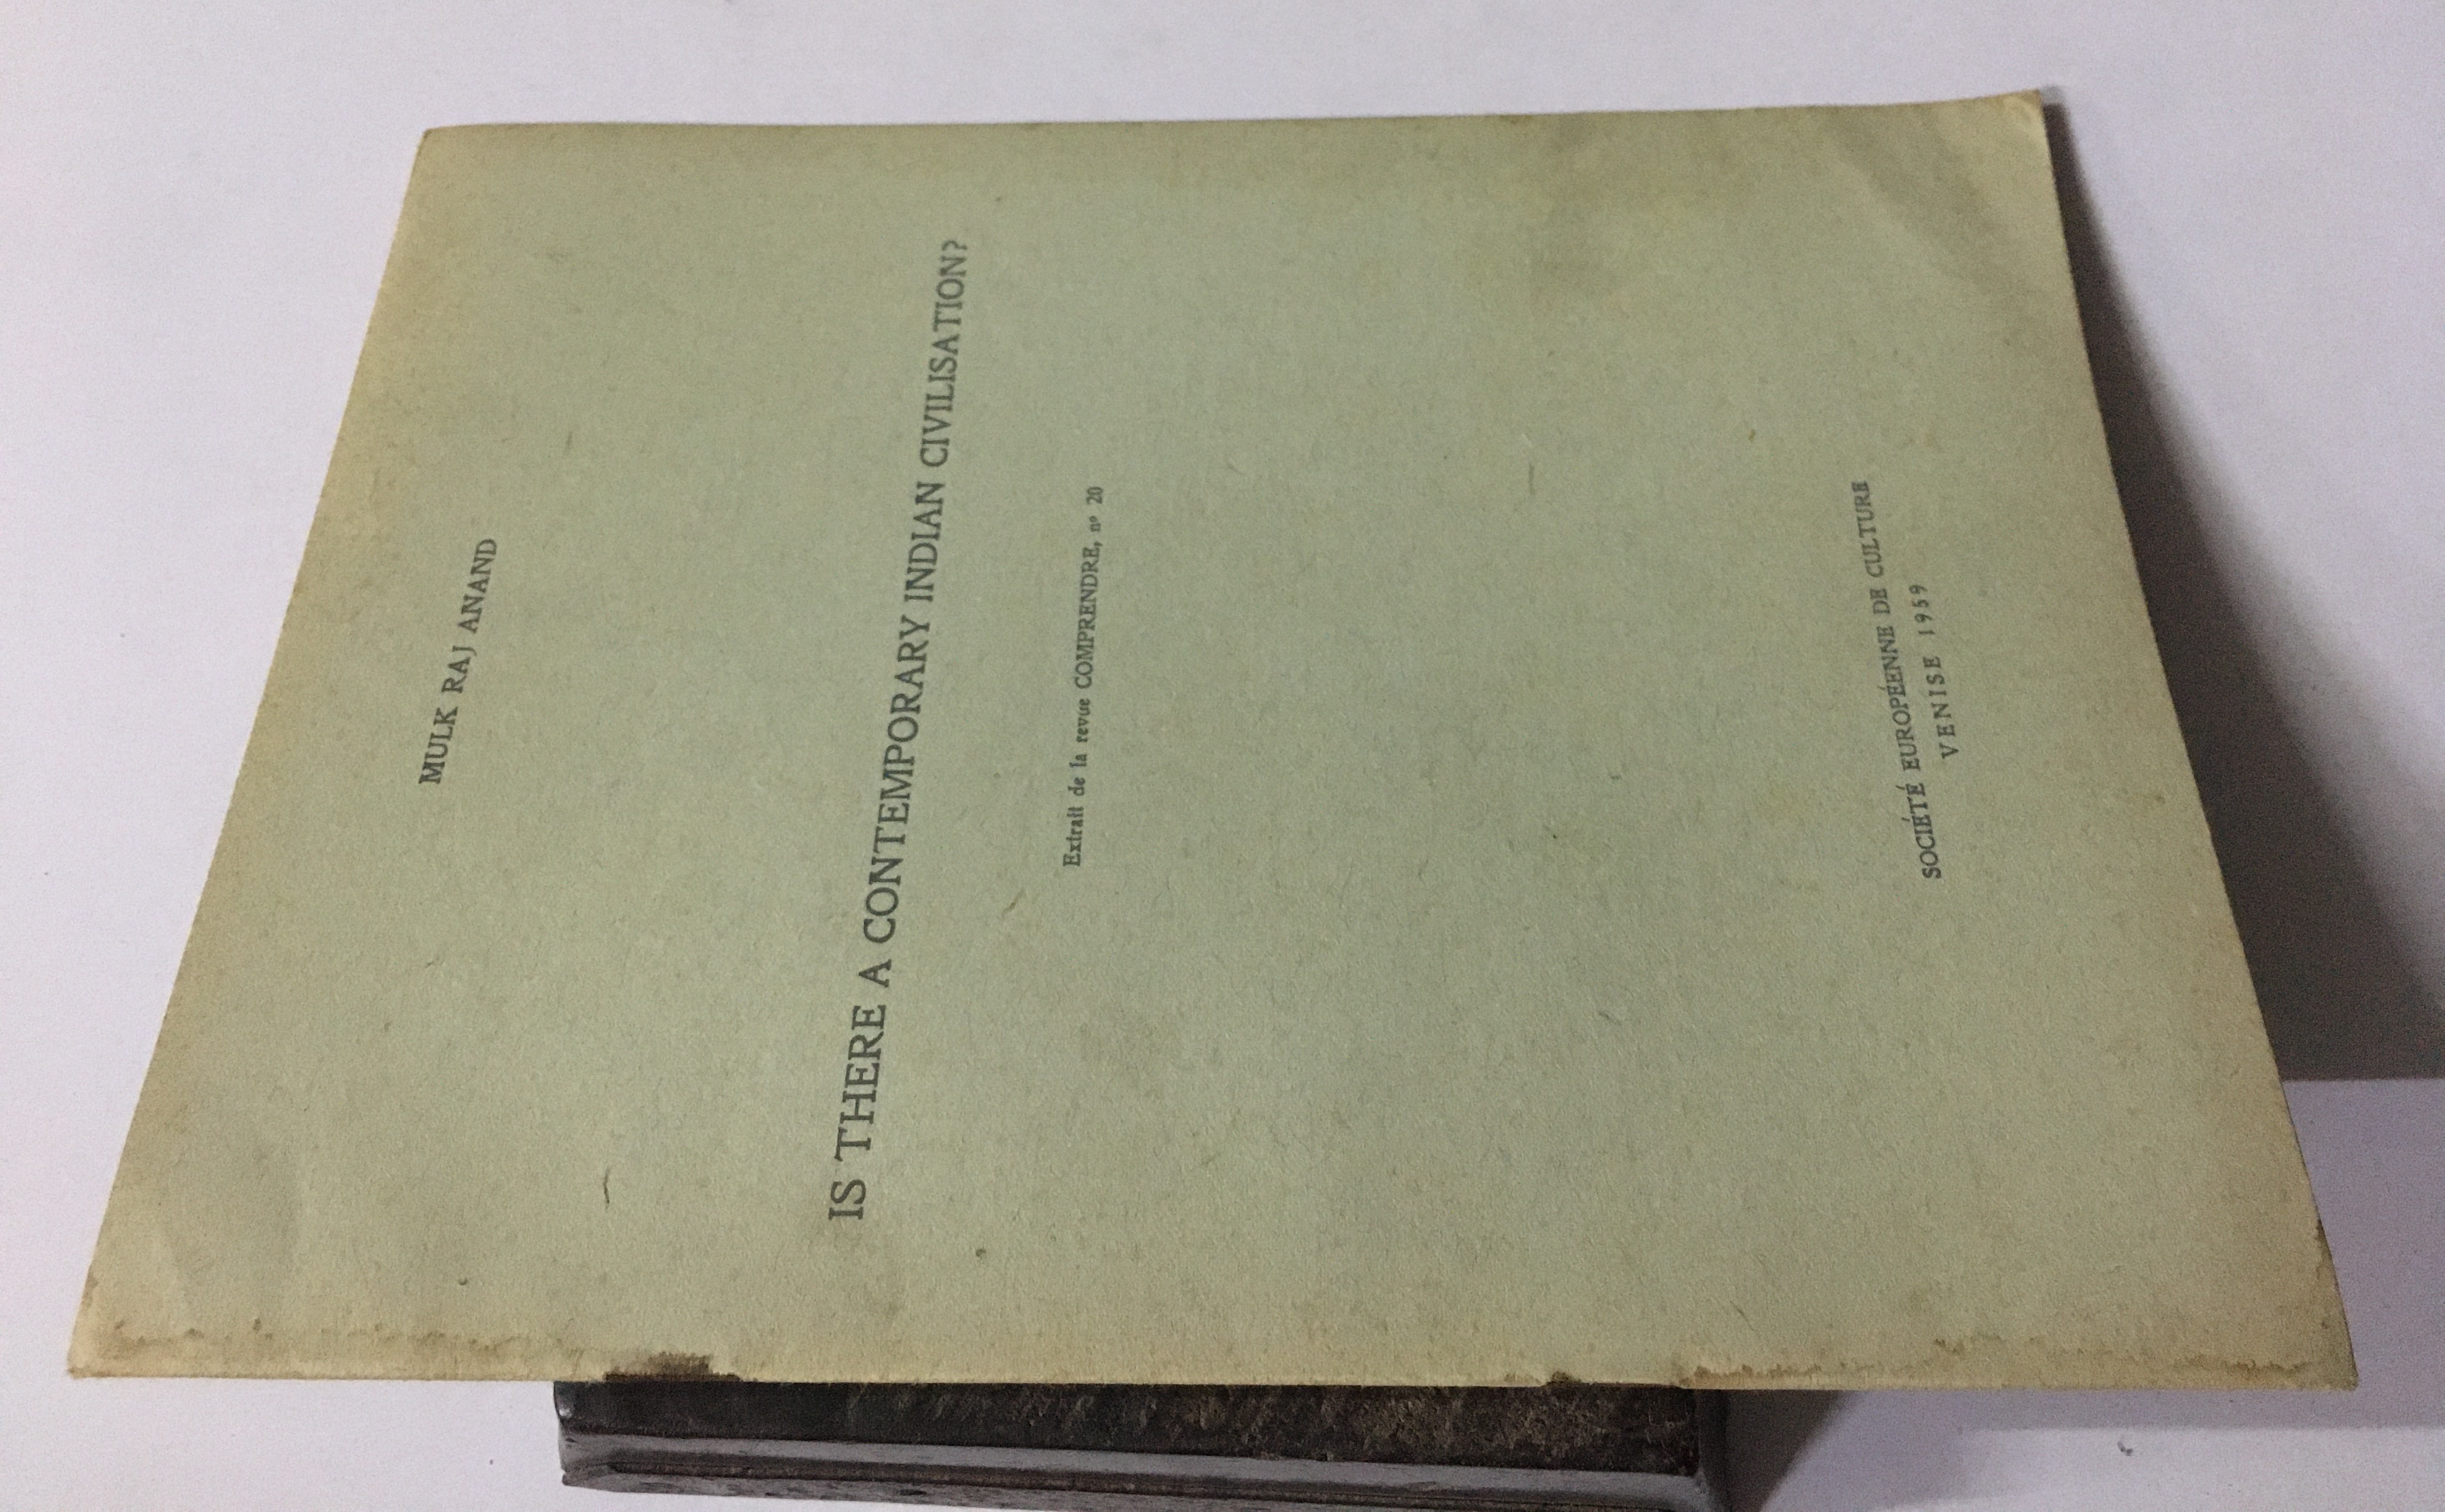 MULK RAJ ANAND
IS THERE A CONTEMPORARY INDIAN CIVILISATION?
Extrait de la revue COMPRENDRE, nº 20
SOCIÉTÉ EUROPÉENNE DE CULTURE
VENISE 1959